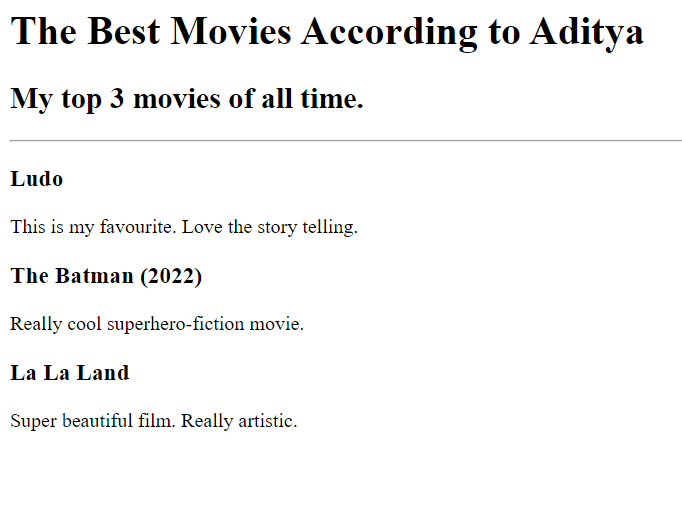 The Best Movies According to Aditya
My top 3 movies of all time.
Ludo
This is my favourite. Love the story telling.
The Batman (2022)
Really cool superhero-fiction movie.
La La Land
Super beautiful film. Really artistic.